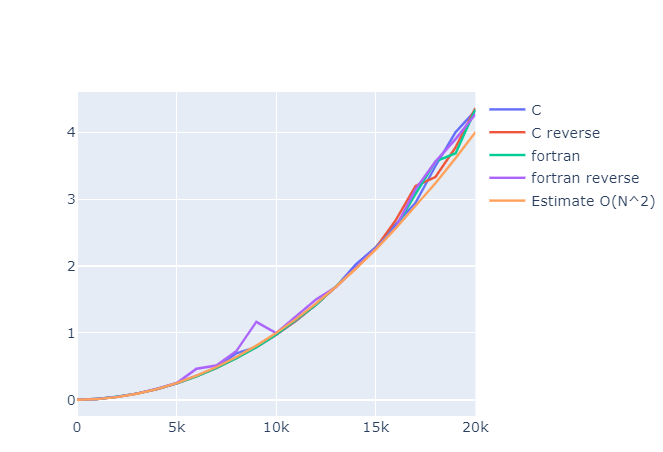 C
C reverse
fortran
fortran reverse
Estimate O(N^2)
4
3
2
1
0
0
5k
10k
15k
20k